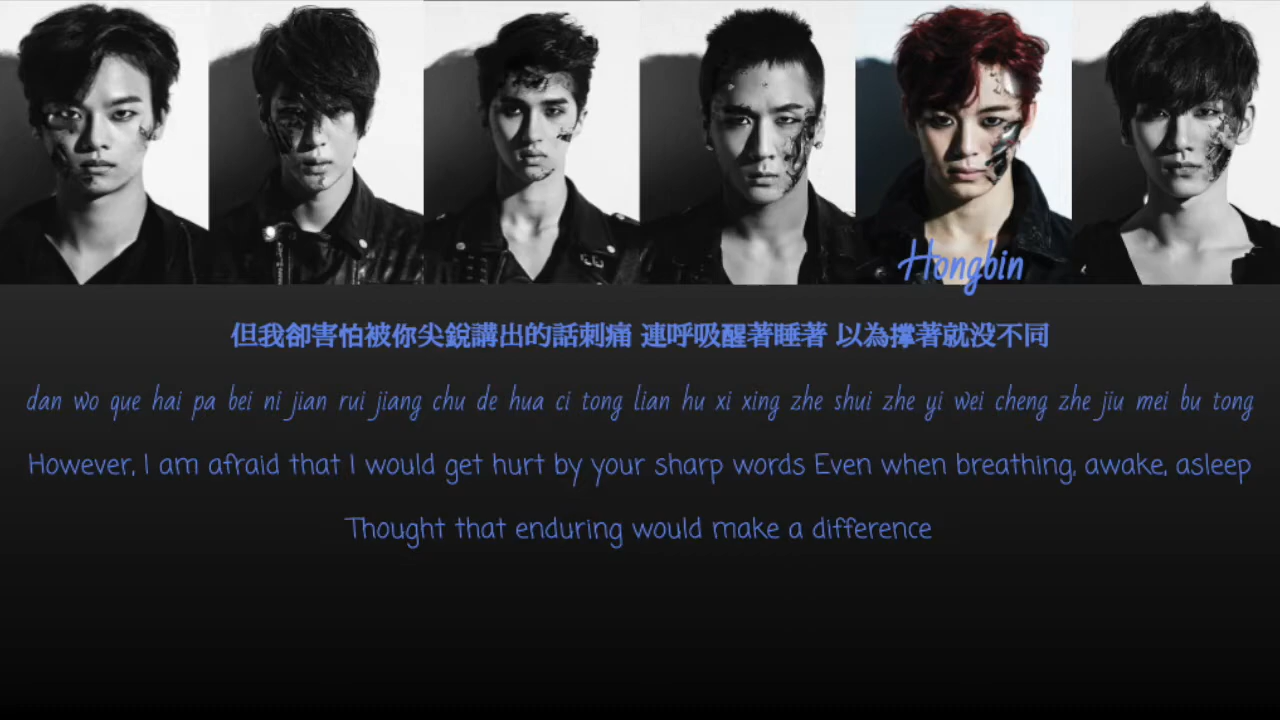 Hongbin
但我卻害怕被你尖銳講出的話刺痛 連呼吸醒著睡著 以為撐著就没不同
dan wo que hai pa bei ni jian rui jiang chu de hua ci tong lian hu xi xing zhe shui zhe yi wei cheng zhe jiu mei bu tong
However, I am afraid that I would get hurt by your sharp words Even when breathing, awake, asleep
Thought that enduring would make a difference